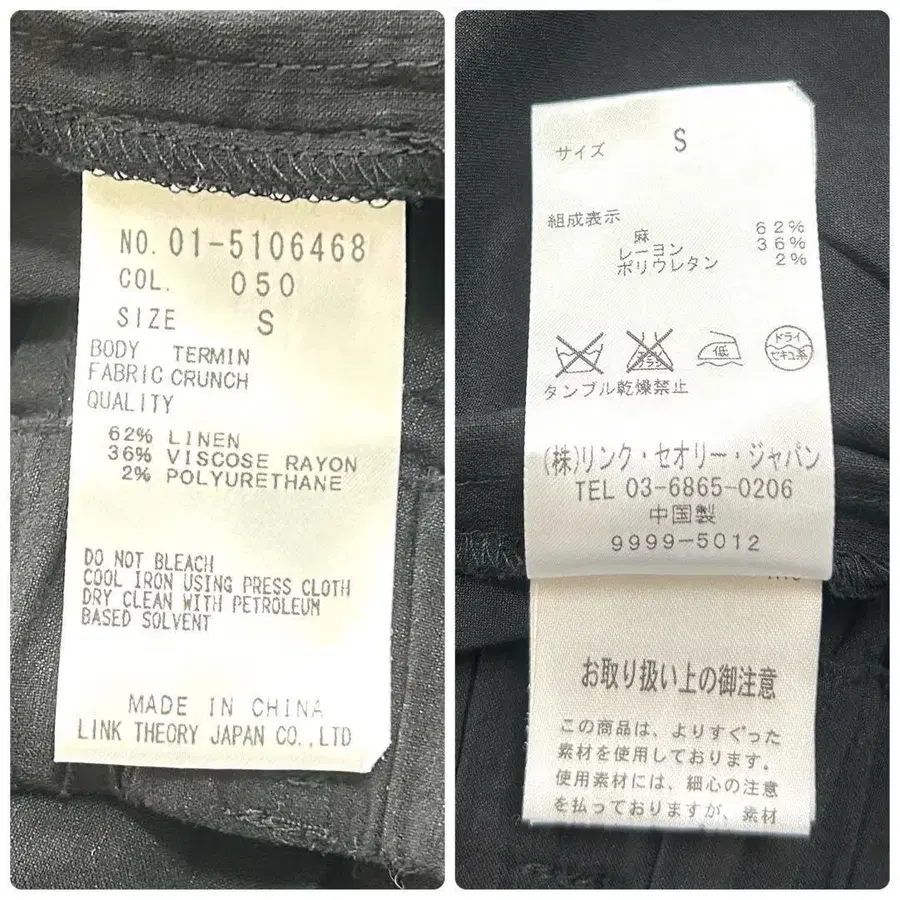 NO. 01-5106468
COL. 050
SIZE S
BODY TERMIN
FABRIC CRUNCH
QUALITY
62% LINEN
36% VISCOSE RAYON
2% POLYURETHANE
DO NOT BLEACH
COOL IRON USING PRESS CLOTH
DRY CLEAN WITH PETROLEUM
BASED SOLVENT
MADE IN CHINA
LINK THEORY JAPAN CO.,LTD
サイズ S
組成表示
麻 62%
レーヨン 36%
ポリウレタン 2%
エンソ
サラシ
低
ドライ
セキユ系
タンブル乾燥禁止
(株)リンク・セオリー・ジャパン
TEL 03-6865-0206
中国製
9999-5012
お取り扱い上の御注意
この商品は、よりすぐった
素材を使用しております。
使用素材には、細心の注意
を払っておりますが、素材